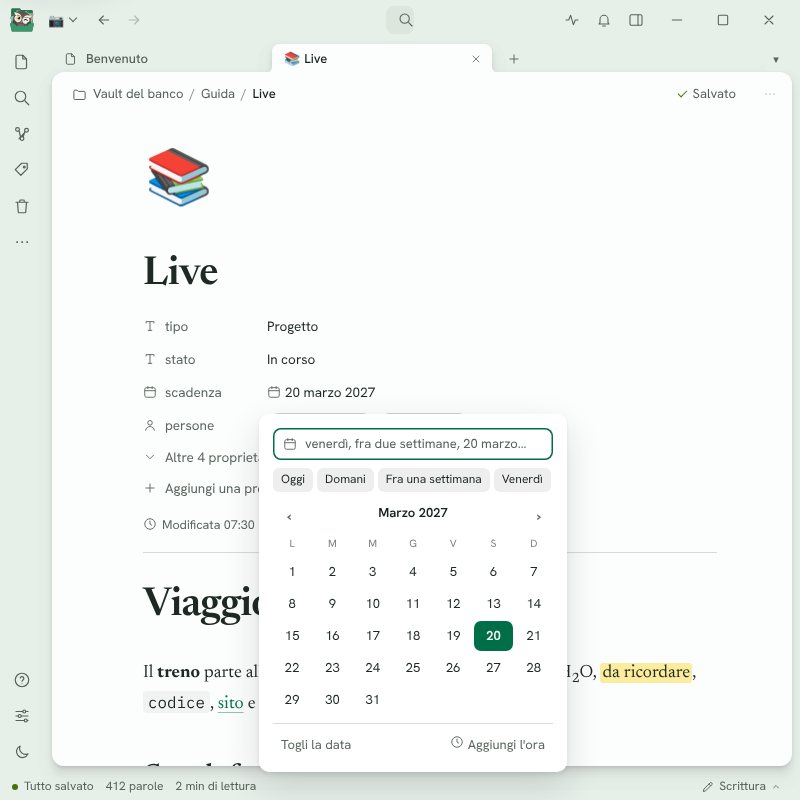 Benvenuto
Live
Vault del banco / Guida / Live
Salvato
Live
tipo Progetto
stato In corso
scadenza 20 marzo 2027
persone
Altre 4 propriet
Aggiungi una pr
Modificata 07:30
venerdì, fra due settimane, 20 marzo...
Oggi Domani Fra una settimana Venerdì
‹ Marzo 2027 ›
L M M G V S D
1 2 3 4 5 6 7
8 9 10 11 12 13 14
15 16 17 18 19 20 21
22 23 24 25 26 27 28
29 30 31
Togli la data Aggiungi l'ora
Viaggio
Il treno parte al H₂O, da ricordare,
codice, sito e
Tutto salvato 412 parole 2 min di lettura Scrittura